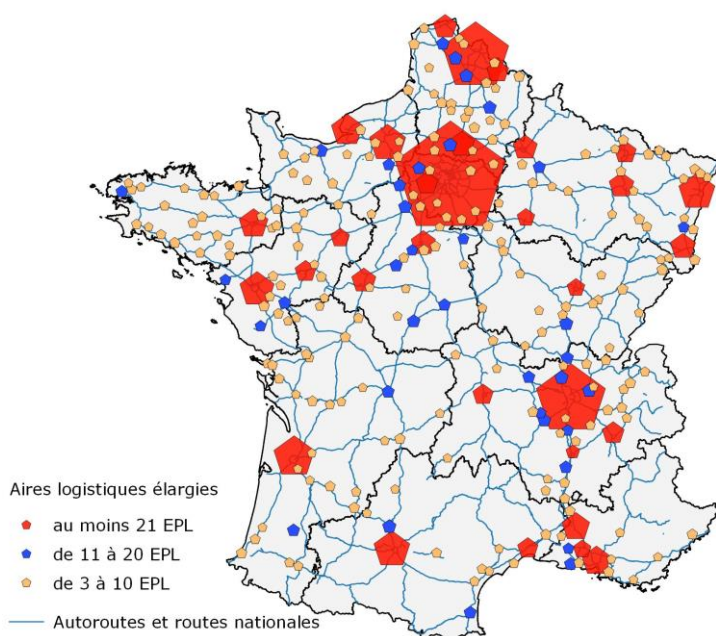 Aires logistiques élargies
au moins 21 EPL
de 11 à 20 EPL
de 3 à 10 EPL
Autoroutes et routes nationales